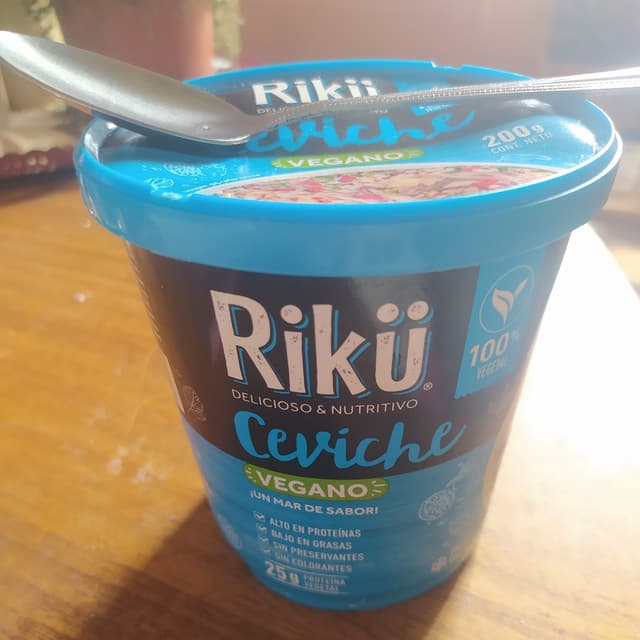 Rikü
Ceviche
200g
CONT. NETO
VEGANO
Rikü®
DELICIOSO & NUTRITIVO
100%
Ceviche
VEGANO
¡UN MAR DE SABOR!
ALTO EN PROTEÍNAS
BAJO EN GRASAS
SIN PRESERVANTES
SIN COLORANTES
25g PROTEÍNA
VEGETAL